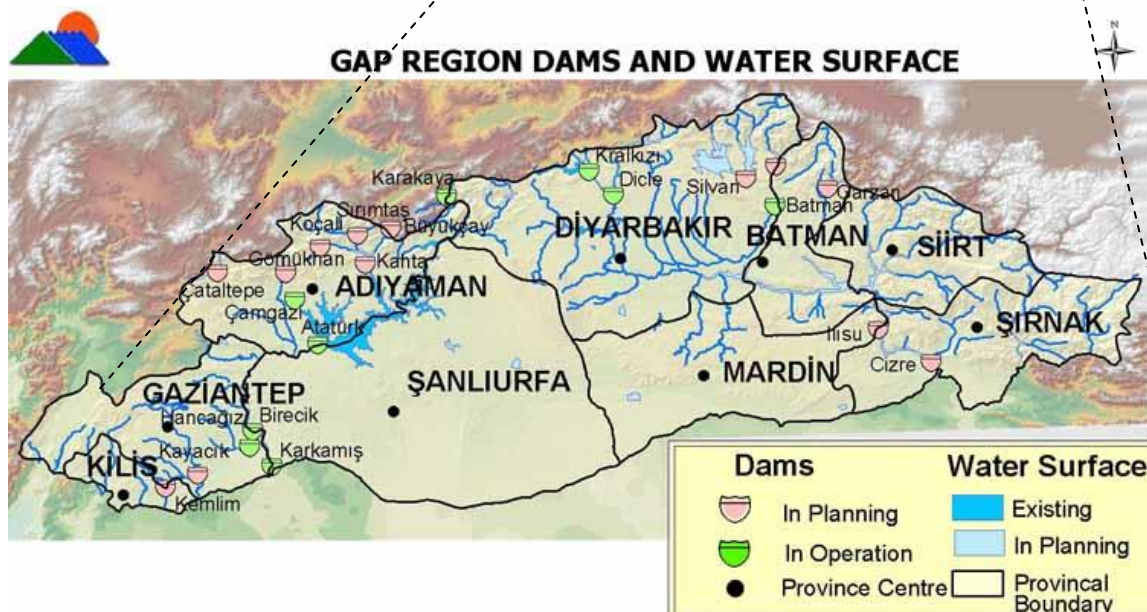 N
GAP REGION DAMS AND WATER SURFACE
Kralkızı
Karakaya
Dicle
Silvan
Garzan
Sırımtaş
Koçali
Büyükçay
Batman
DİYARBAKIR
BATMAN
SİİRT
Gömükhan
Kahta
Çataltepe
ADIYAMAN
Çamgazi
Atatürk
Ilısu
ŞIRNAK
Cizre
ŞANLIURFA
MARDİN
GAZİANTEP
Hancağız
Birecik
Kayacık
Karkamış
KİLİS
Kemlim
Dams
Water Surface
In Planning
Existing
In Operation
In Planning
Province Centre
Provincal
Boundary